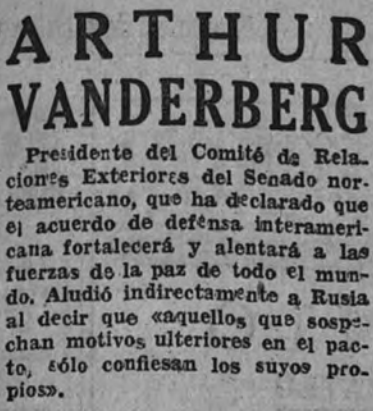 ARTHUR
VANDERBERG
Presidente del Comité de Rela-
ciones Exteriores del Senado nor-
teamericano, que ha declarado que
el acuerdo de defensa interameri-
cana fortalecerá y alentará a las
fuerzas de la paz de todo el mun-
do. Aludió indirectamente a Rusia
al decir que «aquellos que sospe-
chan motivos ulteriores en el pac-
to, sólo confiesan los suyos pro-
pios».